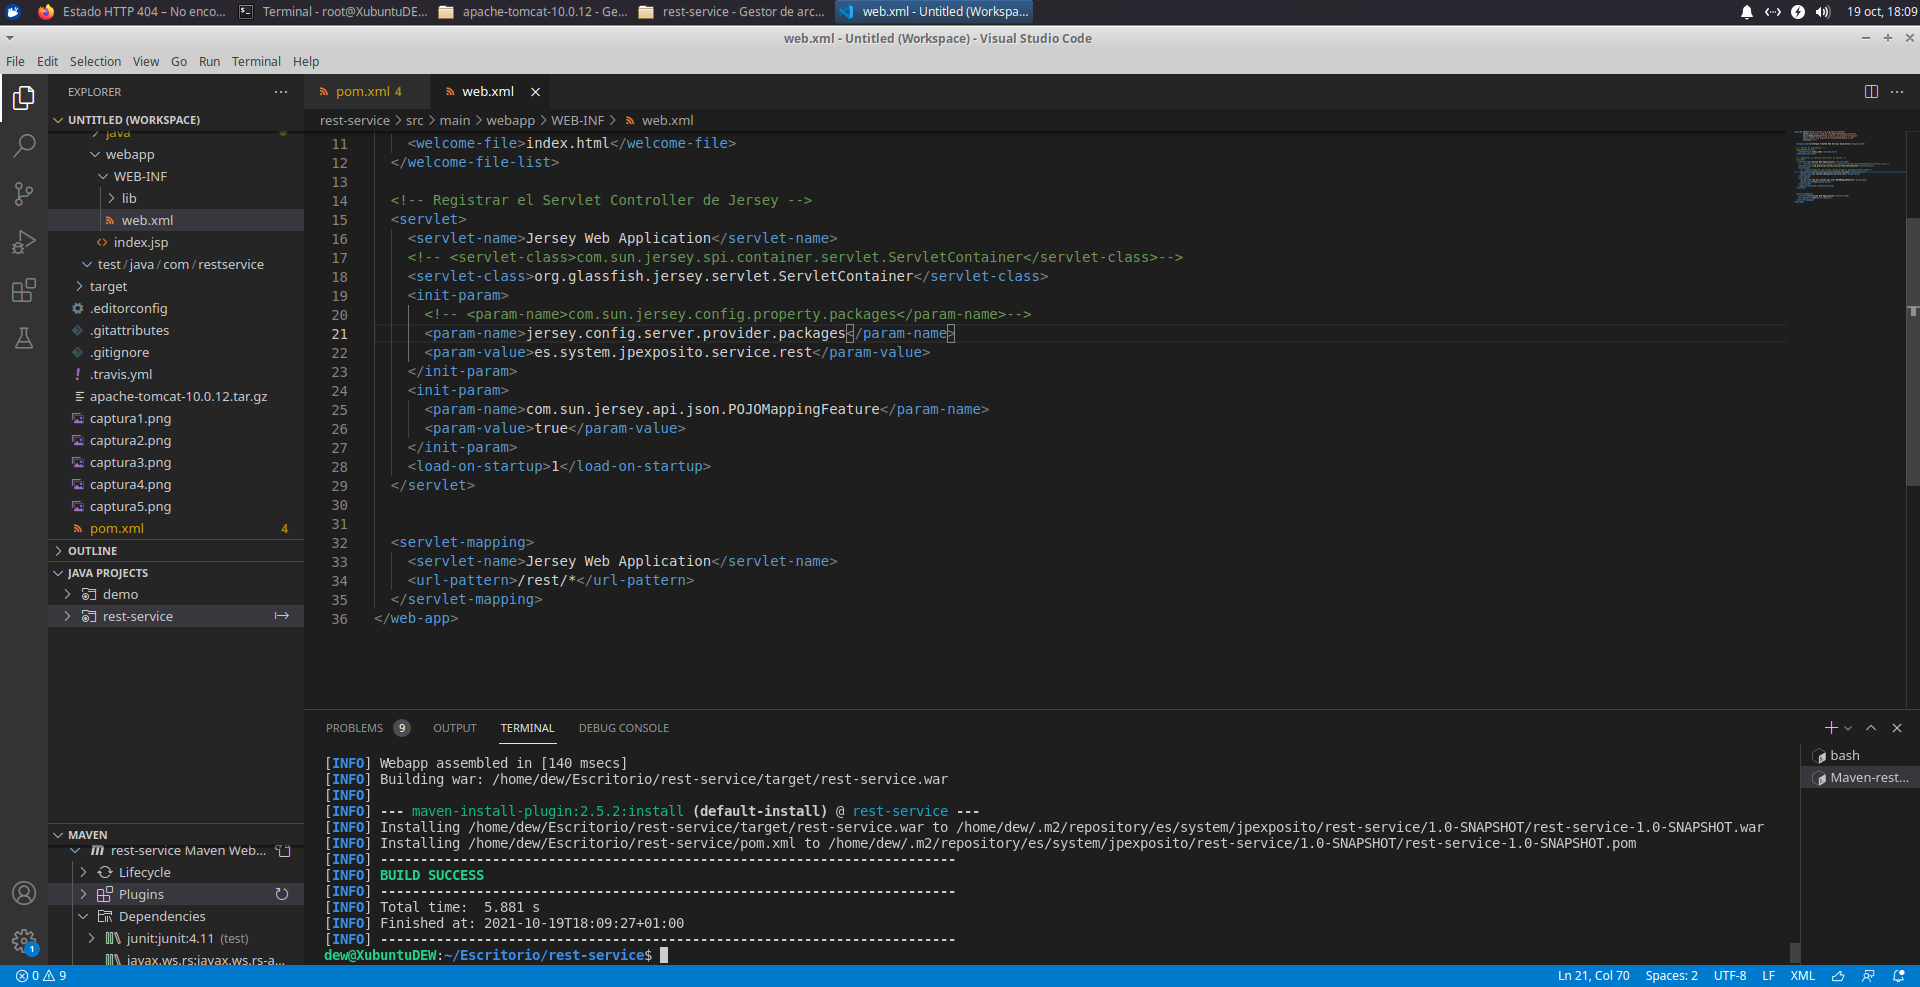 Estado HTTP 404 – No enco...
Terminal - root@XubuntuDE...
apache-tomcat-10.0.12 - Ge...
rest-service - Gestor de arc...
web.xml - Untitled (Workspa...
19 oct, 18:09
web.xml - Untitled (Workspace) - Visual Studio Code
File Edit Selection View Go Run Terminal Help
EXPLORER
UNTITLED (WORKSPACE)
java
webapp
WEB-INF
lib
web.xml
index.jsp
test/java/com/restservice
target
.editorconfig
.gitattributes
.gitignore
.travis.yml
apache-tomcat-10.0.12.tar.gz
captura1.png
captura2.png
captura3.png
captura4.png
captura5.png
pom.xml 4
OUTLINE
JAVA PROJECTS
demo
rest-service
MAVEN
rest-service Maven Web...
Lifecycle
Plugins
Dependencies
junit:junit:4.11 (test)
javax.ws.rs:javax.ws.rs-a...
1
pom.xml 4
web.xml
rest-service > src > main > webapp > WEB-INF > web.xml
11 <welcome-file>index.html</welcome-file>
12 </welcome-file-list>
13
14 <!-- Registrar el Servlet Controller de Jersey -->
15 <servlet>
16 <servlet-name>Jersey Web Application</servlet-name>
17 <!-- <servlet-class>com.sun.jersey.spi.container.servlet.ServletContainer</servlet-class>-->
18 <servlet-class>org.glassfish.jersey.servlet.ServletContainer</servlet-class>
19 <init-param>
20 <!-- <param-name>com.sun.jersey.config.property.packages</param-name>-->
21 <param-name>jersey.config.server.provider.packages</param-name>
22 <param-value>es.system.jpexposito.service.rest</param-value>
23 </init-param>
24 <init-param>
25 <param-name>com.sun.jersey.api.json.POJOMappingFeature</param-name>
26 <param-value>true</param-value>
27 </init-param>
28 <load-on-startup>1</load-on-startup>
29 </servlet>
30
31
32 <servlet-mapping>
33 <servlet-name>Jersey Web Application</servlet-name>
34 <url-pattern>/rest/*</url-pattern>
35 </servlet-mapping>
36 </web-app>
PROBLEMS 9 OUTPUT TERMINAL DEBUG CONSOLE
[INFO] Webapp assembled in [140 msecs]
[INFO] Building war: /home/dew/Escritorio/rest-service/target/rest-service.war
[INFO]
[INFO] --- maven-install-plugin:2.5.2:install (default-install) @ rest-service ---
[INFO] Installing /home/dew/Escritorio/rest-service/target/rest-service.war to /home/dew/.m2/repository/es/system/jpexposito/rest-service/1.0-SNAPSHOT/rest-service-1.0-SNAPSHOT.war
[INFO] Installing /home/dew/Escritorio/rest-service/pom.xml to /home/dew/.m2/repository/es/system/jpexposito/rest-service/1.0-SNAPSHOT/rest-service-1.0-SNAPSHOT.pom
[INFO] ------------------------------------------------------------------------
[INFO] BUILD SUCCESS
[INFO] ------------------------------------------------------------------------
[INFO] Total time:  5.881 s
[INFO] Finished at: 2021-10-19T18:09:27+01:00
[INFO] ------------------------------------------------------------------------
dew@XubuntuDEW:~/Escritorio/rest-service$
bash
Maven-rest...
0 9
Ln 21, Col 70 Spaces: 2 UTF-8 LF XML